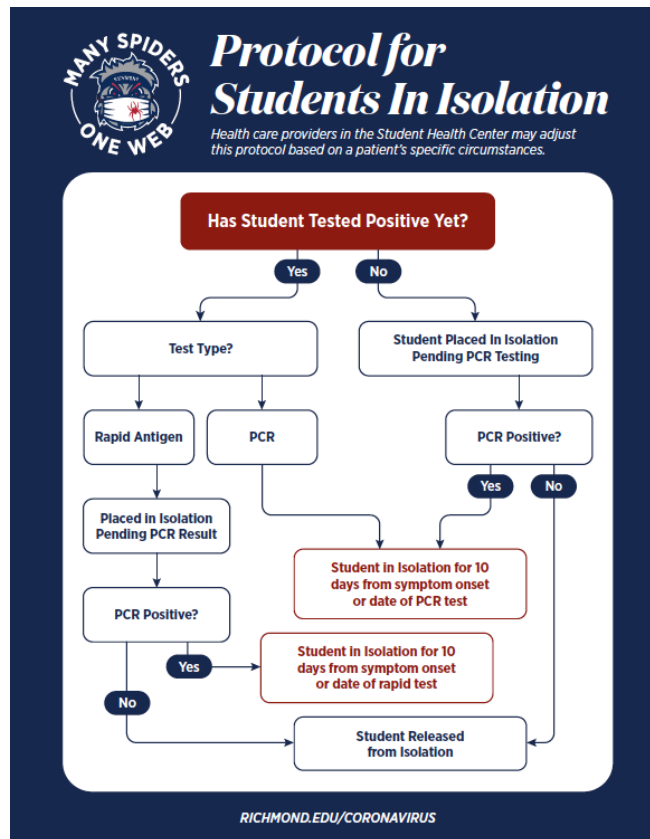 MANY SPIDERS
ONE WEB
Protocol for
Students In Isolation
Health care providers in the Student Health Center may adjust
this protocol based on a patient's specific circumstances.
Has Student Tested Positive Yet?
Yes
No
Test Type?
Student Placed In Isolation
Pending PCR Testing
Rapid Antigen
PCR
PCR Positive?
Yes
No
Placed in Isolation
Pending PCR Result
Student in Isolation for 10
days from symptom onset
or date of PCR test
PCR Positive?
Yes
Student in Isolation for 10
days from symptom onset
or date of rapid test
No
Student Released
from Isolation
RICHMOND.EDU/CORONAVIRUS